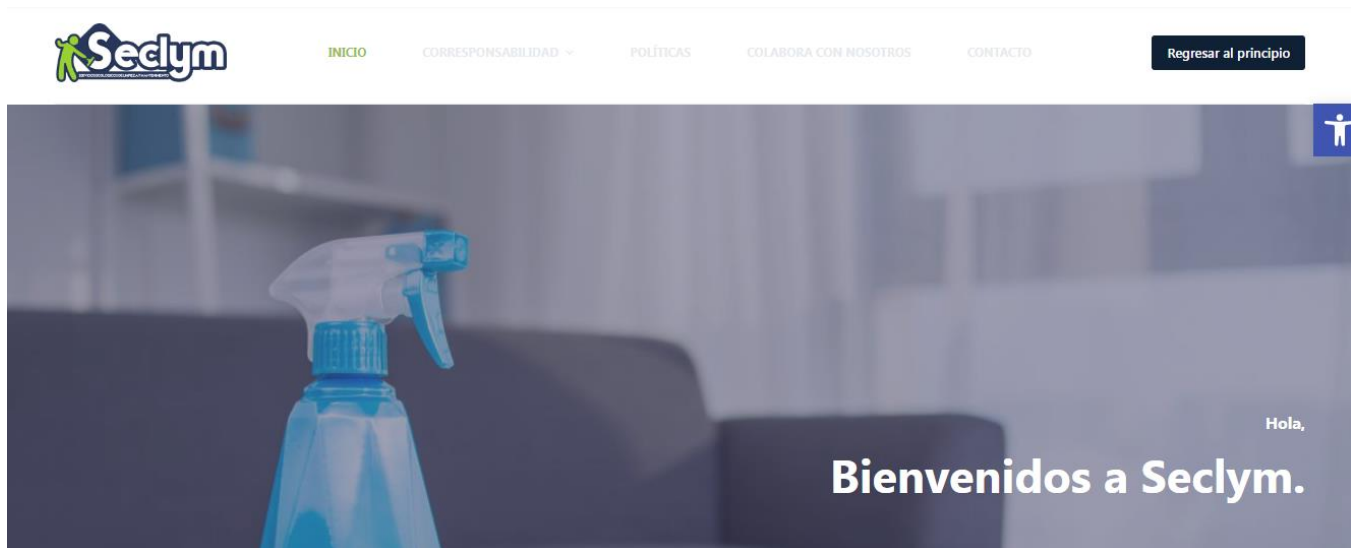 Seclym
INICIO
CORRESPONSABILIDAD
POLÍTICAS
COLABORA CON NOSOTROS
CONTACTO
Regresar al principio
Hola,
Bienvenidos a Seclym.